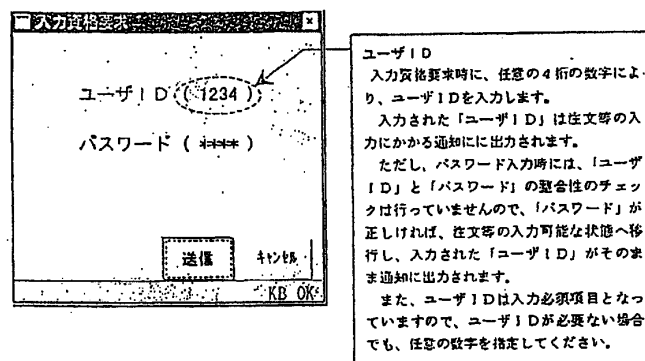 入力資格要求
ユーザID ( 1234 )
パスワード ( **** )
送信
キャンセル
KB OK
ユーザID
入力資格要求時に、任意の4桁の数字によ
り、ユーザIDを入力します。
入力された「ユーザID」は注文等の入
力にかかる通知にに出力されます。
ただし、パスワード入力時には、「ユーザ
ID」と「パスワード」の整合性のチェッ
クは行っていませんので、「パスワード」が
正しければ、注文等の入力可能な状態へ移
行し、入力された「ユーザID」がそのま
ま通知に出力されます。
また、ユーザIDは入力必須項目となっ
ていますので、ユーザIDが必要ない場合
でも、任意の数字を指定してください。